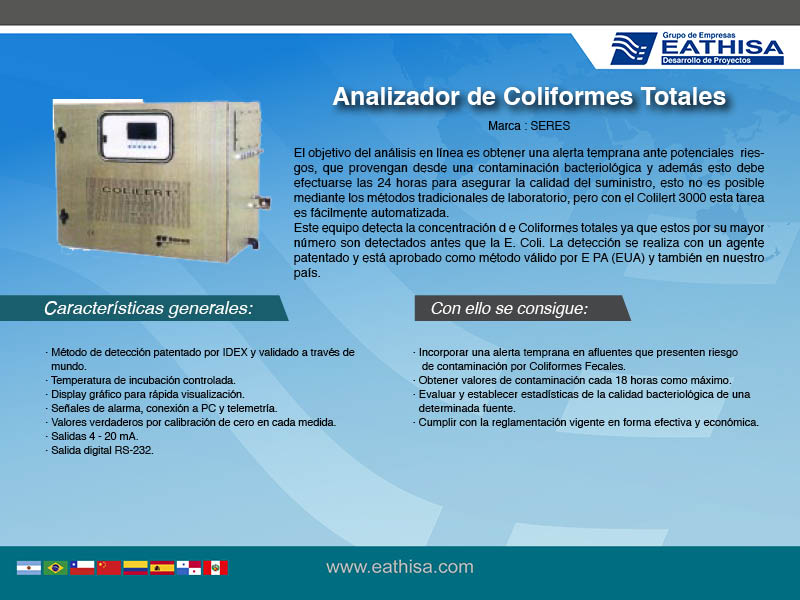 Grupo de Empresas
EATHISA
Desarrollo de Proyectos
Analizador de Coliformes Totales
Marca : SERES
El objetivo del análisis en línea es obtener una alerta temprana ante potenciales ries-
gos, que provengan desde una contaminación bacteriológica y además esto debe
efectuarse las 24 horas para asegurar la calidad del suministro, esto no es posible
mediante los métodos tradicionales de laboratorio, pero con el Colilert 3000 esta tarea
es fácilmente automatizada.
Este equipo detecta la concentración d e Coliformes totales ya que estos por su mayor
número son detectados antes que la E. Coli. La detección se realiza con un agente
patentado y está aprobado como método válido por E PA (EUA) y también en nuestro
país.
COLILERT
seres
Características generales:
· Método de detección patentado por IDEX y validado a través de
mundo.
· Temperatura de incubación controlada.
· Display gráfico para rápida visualización.
· Señales de alarma, conexión a PC y telemetría.
· Valores verdaderos por calibración de cero en cada medida.
· Salidas 4 - 20 mA.
· Salida digital RS-232.
Con ello se consigue:
· Incorporar una alerta temprana en afluentes que presenten riesgo
de contaminación por Coliformes Fecales.
· Obtener valores de contaminación cada 18 horas como máximo.
· Evaluar y establecer estadísticas de la calidad bacteriológica de una
determinada fuente.
· Cumplir con la reglamentación vigente en forma efectiva y económica.
www.eathisa.com